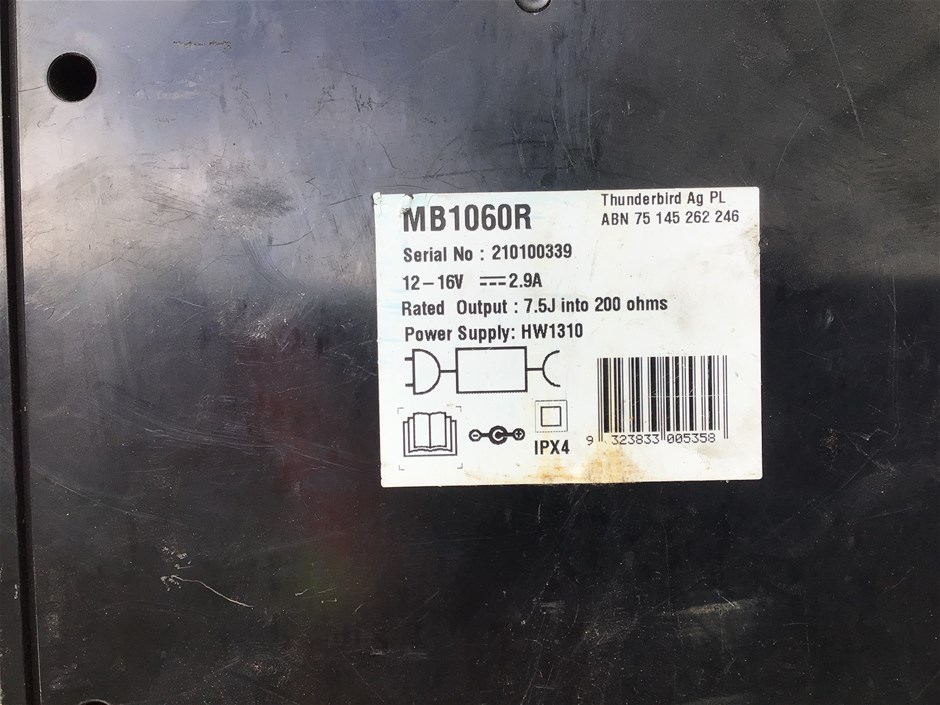 MB1060R
Thunderbird Ag PL
ABN 75 145 262 246
Serial No : 210100339
12-16V ⎓ 2.9A
Rated Output : 7.5J into 200 ohms
Power Supply: HW1310
IPX4
9 323833 005358